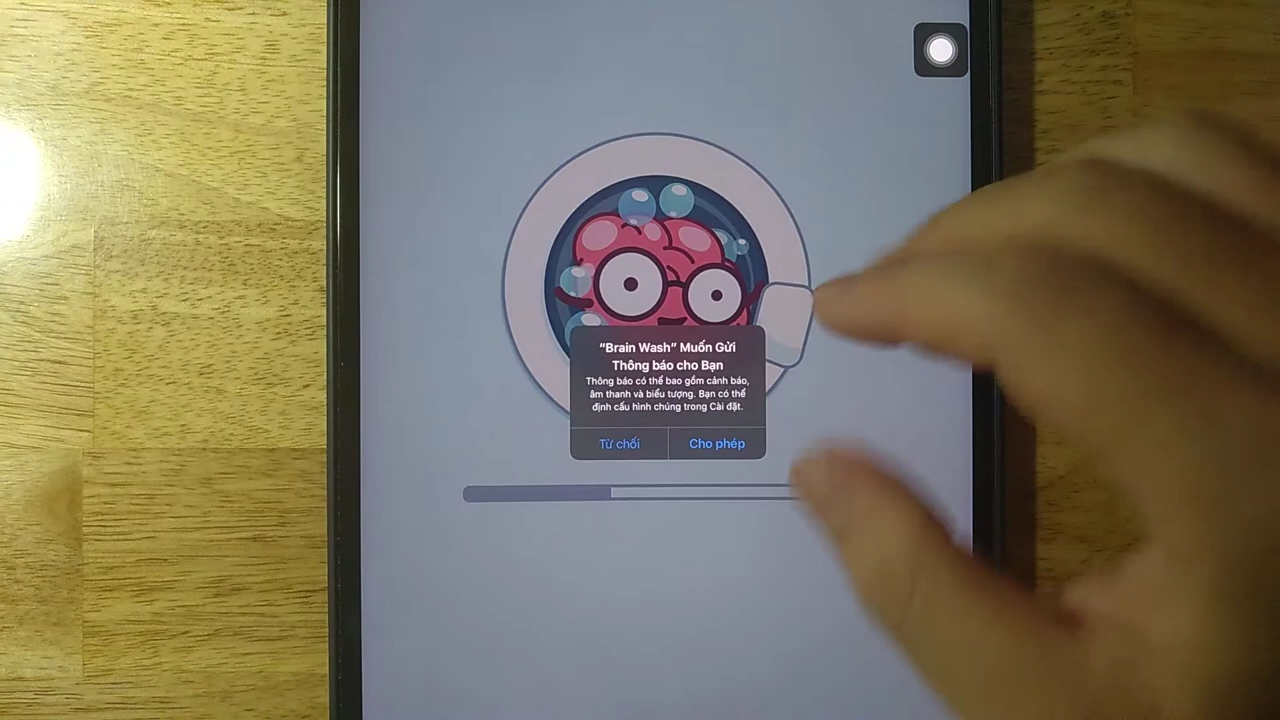 “Brain Wash” Muốn Gửi
Thông báo cho Bạn
Thông báo có thể bao gồm cảnh báo,
âm thanh và biểu tượng. Bạn có thể
định cấu hình chúng trong Cài đặt.
Từ chối
Cho phép